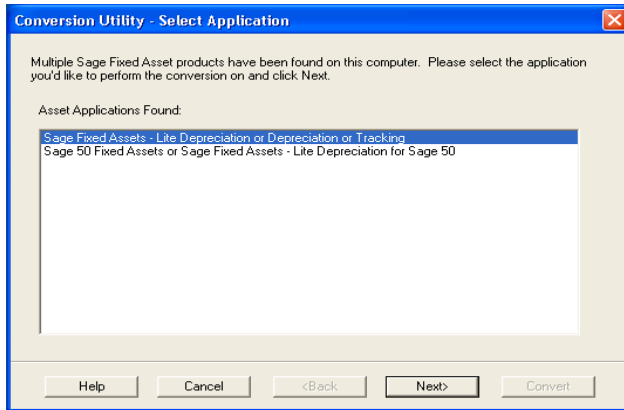 Conversion Utility - Select Application
Multiple Sage Fixed Asset products have been found on this computer.  Please select the application
you'd like to perform the conversion on and click Next.
Asset Applications Found:
Sage Fixed Assets - Lite Depreciation or Depreciation or Tracking
Sage 50 Fixed Assets or Sage Fixed Assets - Lite Depreciation for Sage 50
Help Cancel <Back Next> Convert